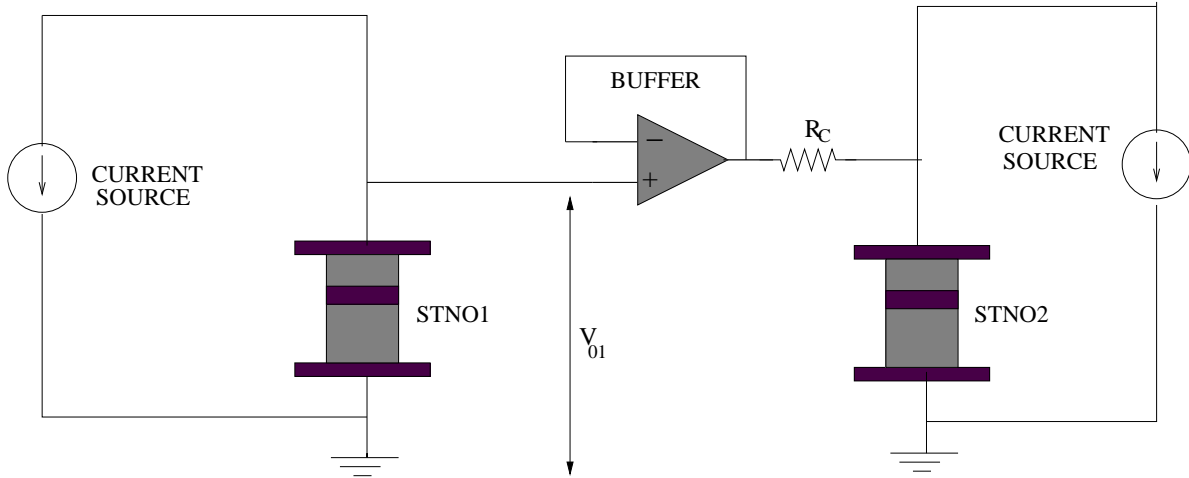 BUFFER
R_C
CURRENT
SOURCE
CURRENT
SOURCE
−
+
STNO1
STNO2
V_01